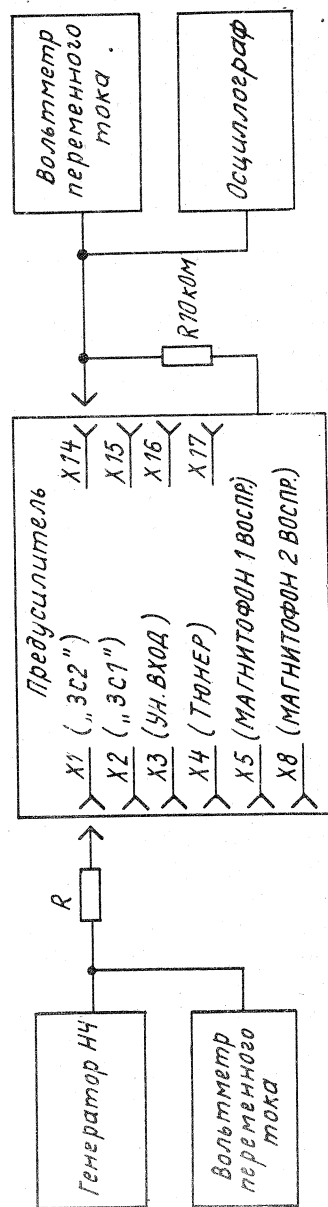 Генератор НЧ
Вольтметр
переменного
тока
R
Предусилитель
X1 („ЗС2")
X2 („ЗС1")
X3 (УН.ВХОД)
X4 (ТЮНЕР)
X5 (МАГНИТОФОН 1 ВОСПР.)
X8 (МАГНИТОФОН 2 ВОСПР.)
X14
X15
X16
X17
R 10 кОм
Вольтметр
переменного
тока.
Осциллограф